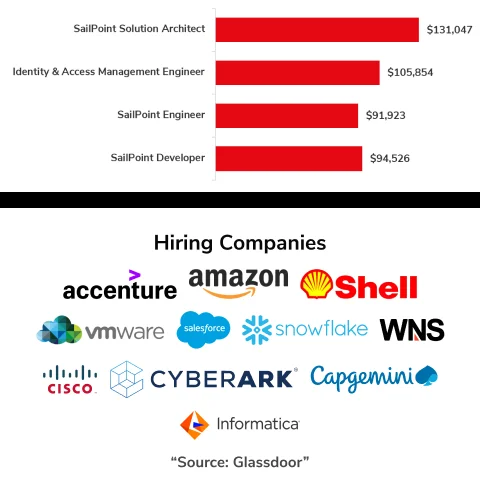 SailPoint Solution Architect $131,047
Identity & Access Management Engineer $105,854
SailPoint Engineer $91,923
SailPoint Developer $94,526
Hiring Companies
accenture amazon Shell
vmware salesforce snowflake WNS
CISCO CYBERARK® Capgemini
Informatica
“Source: Glassdoor”